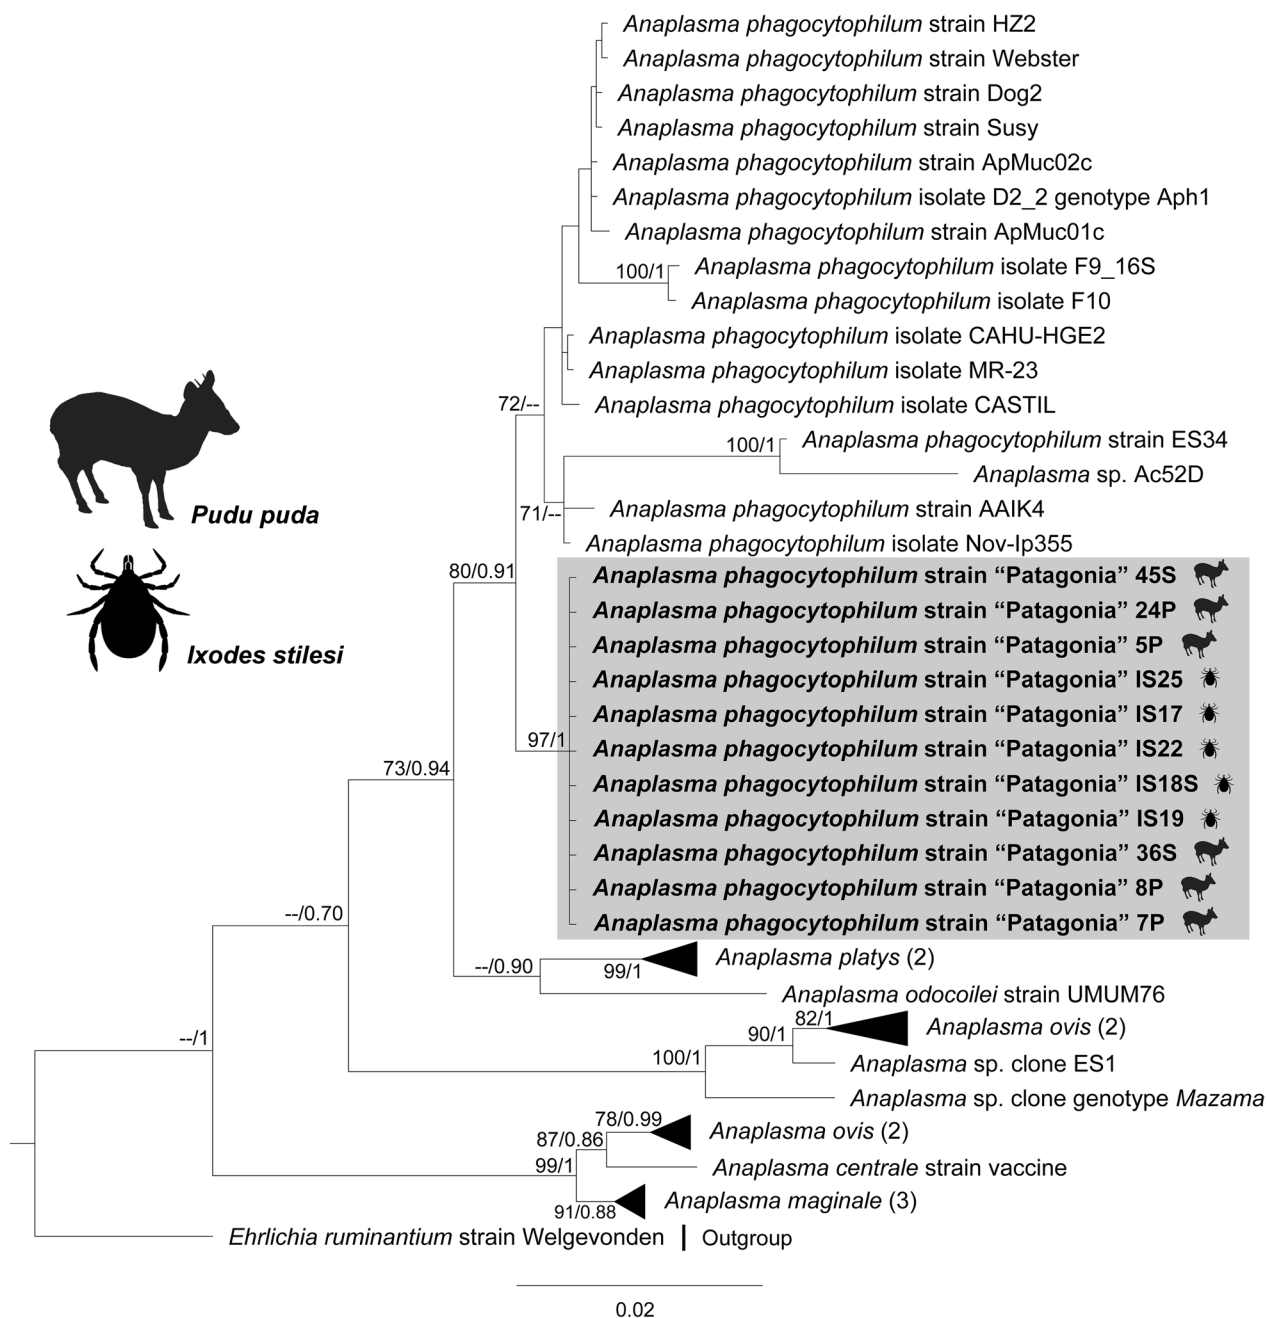 Anaplasma phagocytophilum strain HZ2
Anaplasma phagocytophilum strain Webster
Anaplasma phagocytophilum strain Dog2
Anaplasma phagocytophilum strain Susy
Anaplasma phagocytophilum strain ApMuc02c
Anaplasma phagocytophilum isolate D2_2 genotype Aph1
Anaplasma phagocytophilum strain ApMuc01c
100/1 Anaplasma phagocytophilum isolate F9_16S
Anaplasma phagocytophilum isolate F10
Anaplasma phagocytophilum isolate CAHU-HGE2
Anaplasma phagocytophilum isolate MR-23
72/-- Anaplasma phagocytophilum isolate CASTIL
100/1 Anaplasma phagocytophilum strain ES34
Anaplasma sp. Ac52D
71/-- Anaplasma phagocytophilum strain AAIK4
Pudu puda
Anaplasma phagocytophilum isolate Nov-Ip355
80/0.91 Anaplasma phagocytophilum strain “Patagonia” 45S
Anaplasma phagocytophilum strain “Patagonia” 24P
Anaplasma phagocytophilum strain “Patagonia” 5P
Ixodes stilesi
Anaplasma phagocytophilum strain “Patagonia” IS25
Anaplasma phagocytophilum strain “Patagonia” IS17
97/1 Anaplasma phagocytophilum strain “Patagonia” IS22
73/0.94 Anaplasma phagocytophilum strain “Patagonia” IS18S
Anaplasma phagocytophilum strain “Patagonia” IS19
Anaplasma phagocytophilum strain “Patagonia” 36S
Anaplasma phagocytophilum strain “Patagonia” 8P
--/0.70 Anaplasma phagocytophilum strain “Patagonia” 7P
--/0.90 99/1 Anaplasma platys (2)
Anaplasma odocoilei strain UMUM76
82/1 Anaplasma ovis (2)
--/1 90/1
100/1 Anaplasma sp. clone ES1
Anaplasma sp. clone genotype Mazama
78/0.99 Anaplasma ovis (2)
87/0.86
99/1 Anaplasma centrale strain vaccine
91/0.88 Anaplasma maginale (3)
Ehrlichia ruminantium strain Welgevonden | Outgroup
0.02